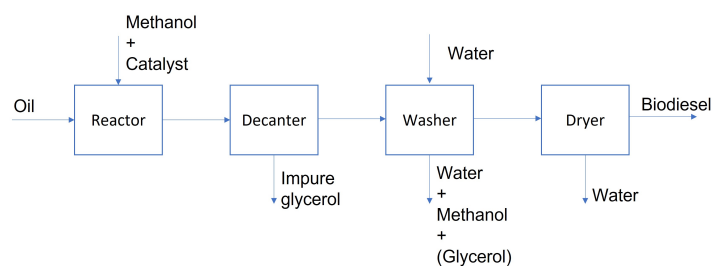 Methanol
+
Catalyst
Water
Oil
Reactor
Decanter
Washer
Dryer
Biodiesel
Impure
glycerol
Water
+
Methanol
+
(Glycerol)
Water